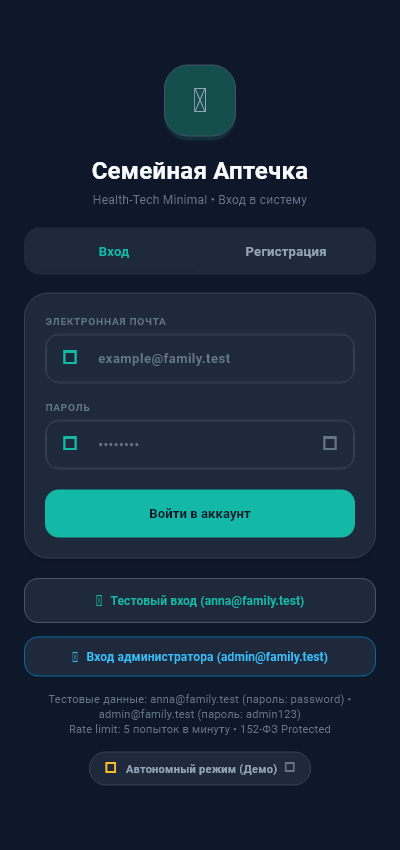 Семейная Аптечка
Health-Tech Minimal • Вход в систему
Вход
Регистрация
ЭЛЕКТРОННАЯ ПОЧТА
example@family.test
ПАРОЛЬ
••••••••
Войти в аккаунт
Тестовый вход (anna@family.test)
Вход администратора (admin@family.test)
Тестовые данные: anna@family.test (пароль: password) •
admin@family.test (пароль: admin123)
Rate limit: 5 попыток в минуту • 152-ФЗ Protected
Автономный режим (Демо)